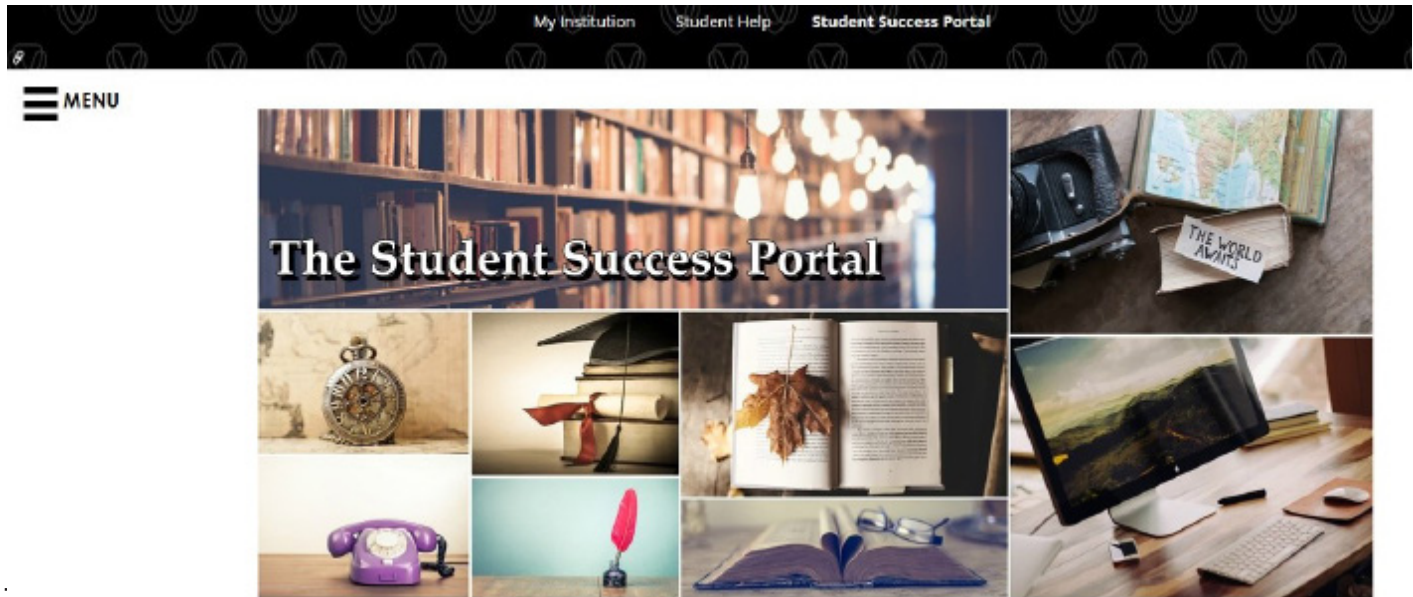 My Institution Student Help Student Success Portal
MENU
The Student Success Portal
THE WORLD
AWAITS